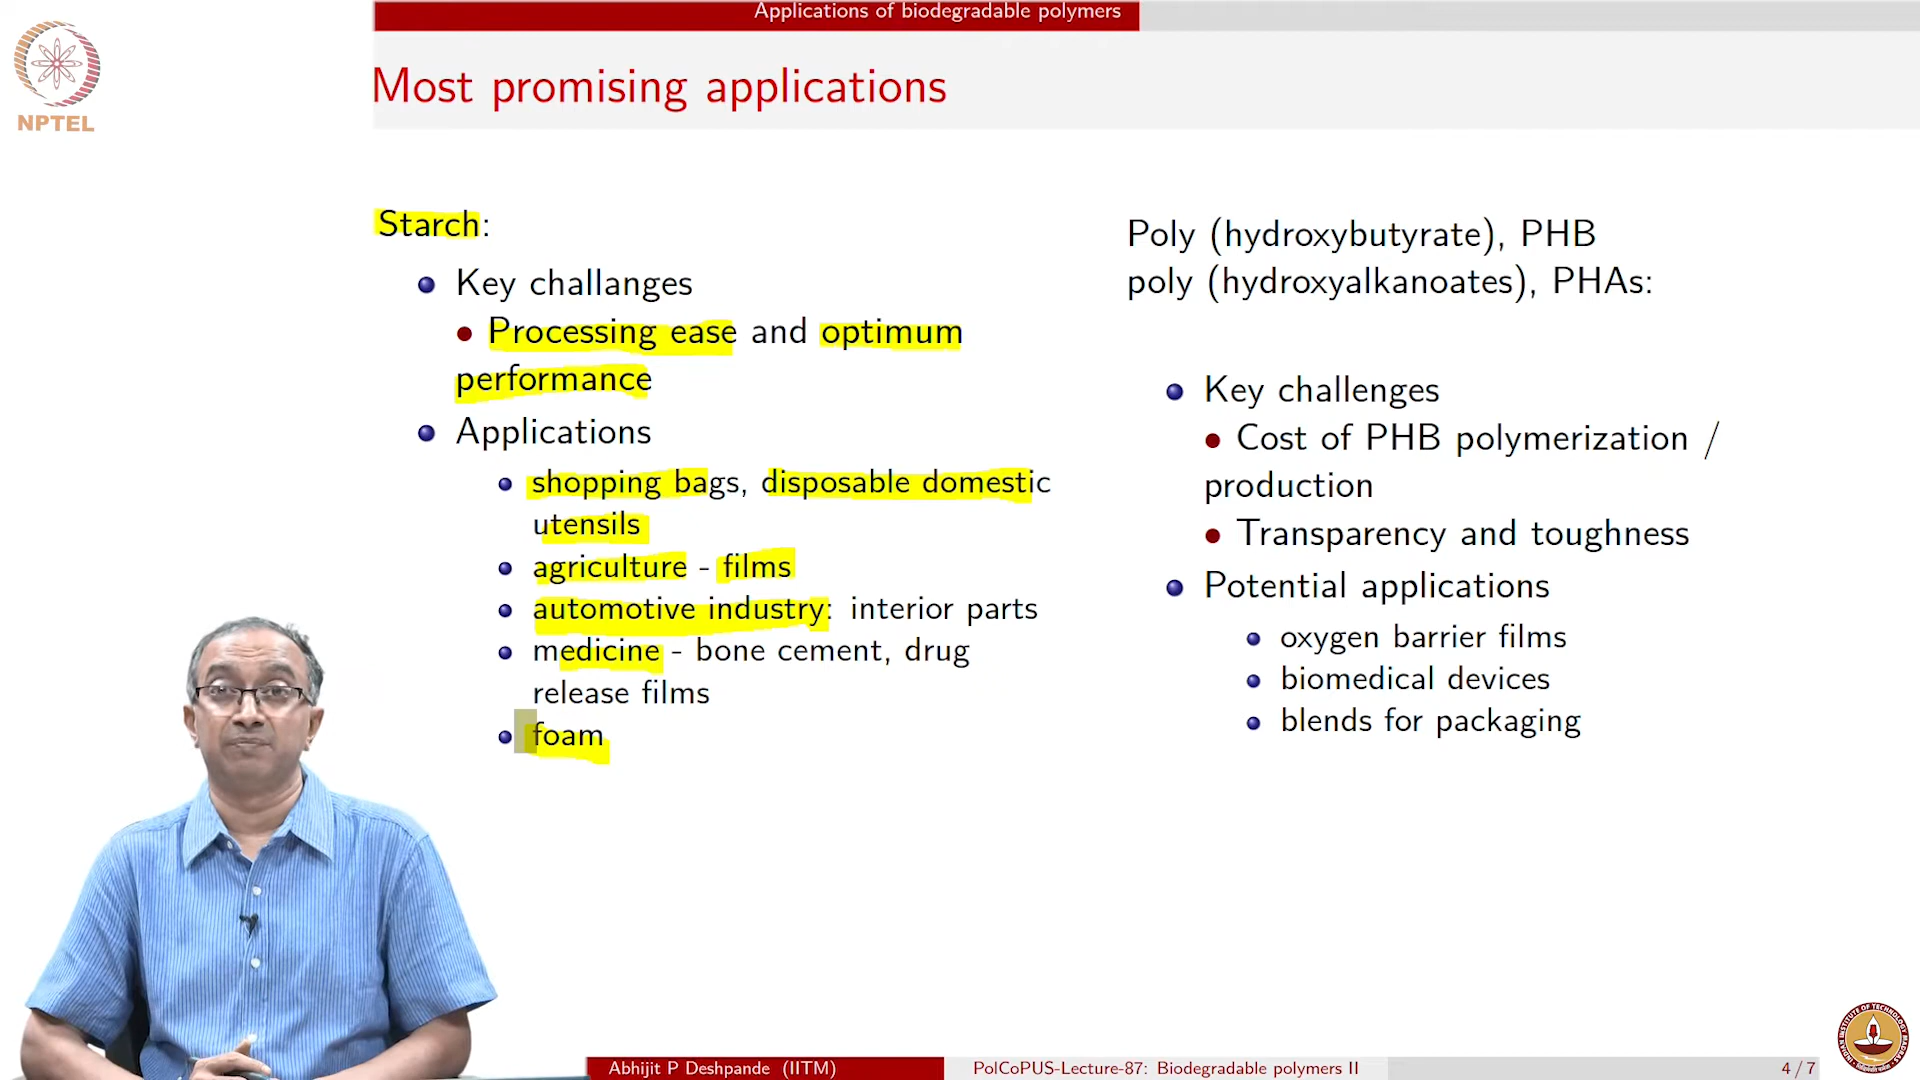 Applications of biodegradable polymers
NPTEL
Most promising applications
Starch:
Key challanges
Processing ease and optimum
performance
Applications
shopping bags, disposable domestic
utensils
agriculture - films
automotive industry: interior parts
medicine - bone cement, drug
release films
foam
Poly (hydroxybutyrate), PHB
poly (hydroxyalkanoates), PHAs:
Key challenges
Cost of PHB polymerization /
production
Transparency and toughness
Potential applications
oxygen barrier films
biomedical devices
blends for packaging
Abhijit P Deshpande (IITM)
PolCoPUS-Lecture-87: Biodegradable polymers II
4 / 7